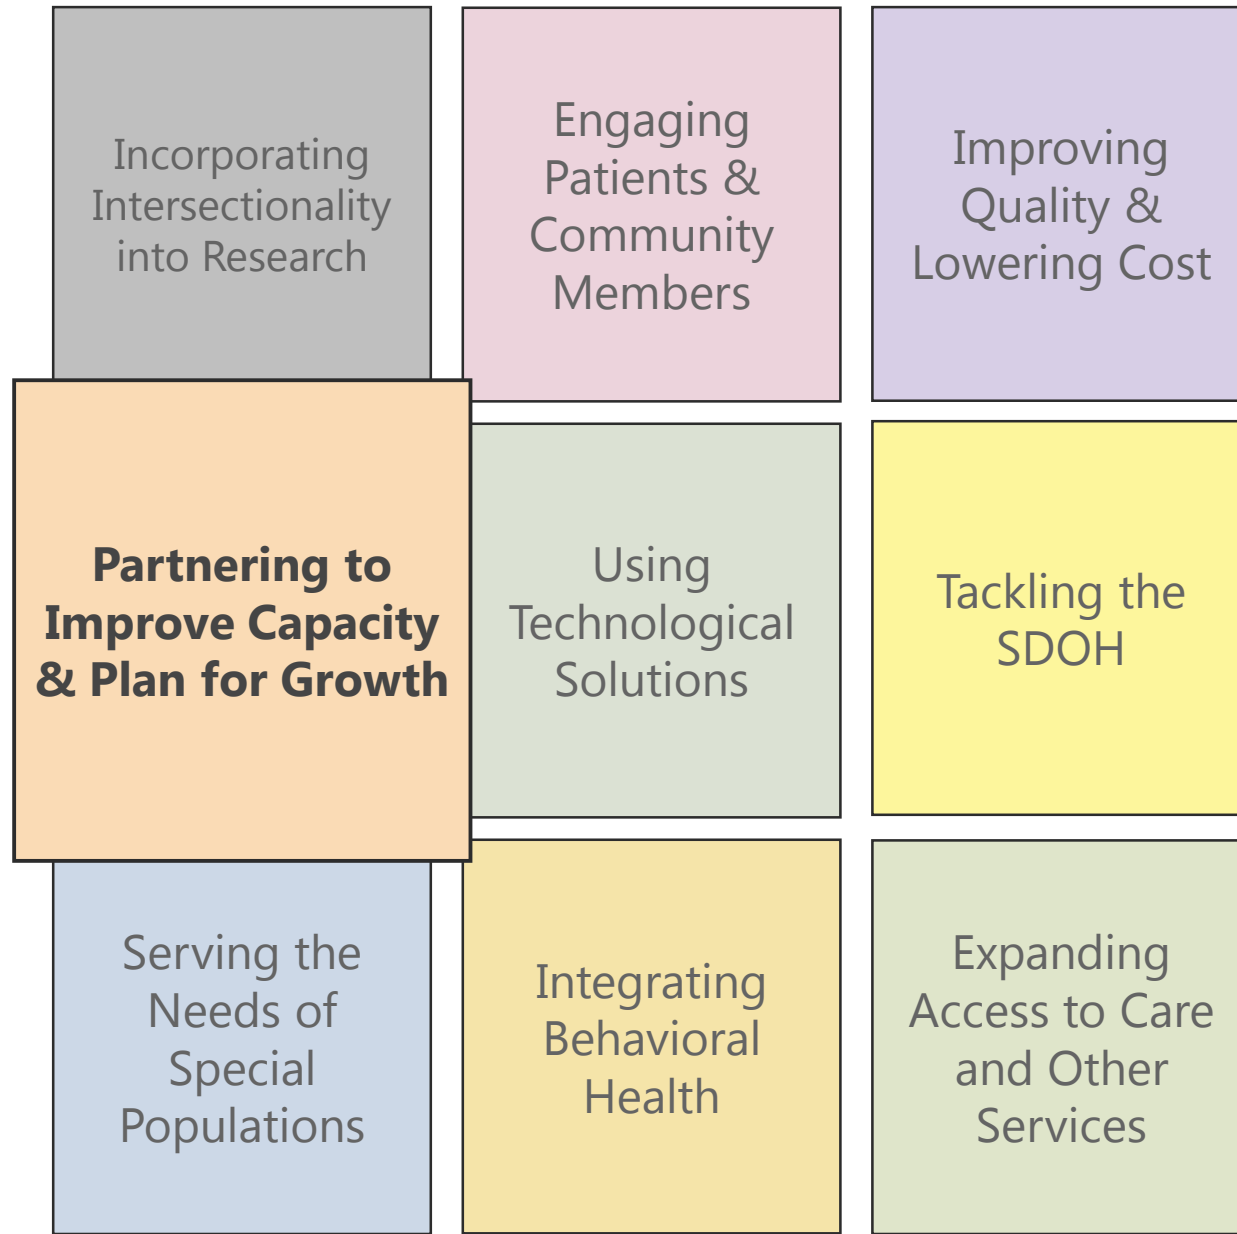 Incorporating
Intersectionality
into Research
Engaging
Patients &
Community
Members
Improving
Quality &
Lowering Cost
Partnering to
Improve Capacity
& Plan for Growth
Using
Technological
Solutions
Tackling the
SDOH
Serving the
Needs of
Special
Populations
Integrating
Behavioral
Health
Expanding
Access to Care
and Other
Services